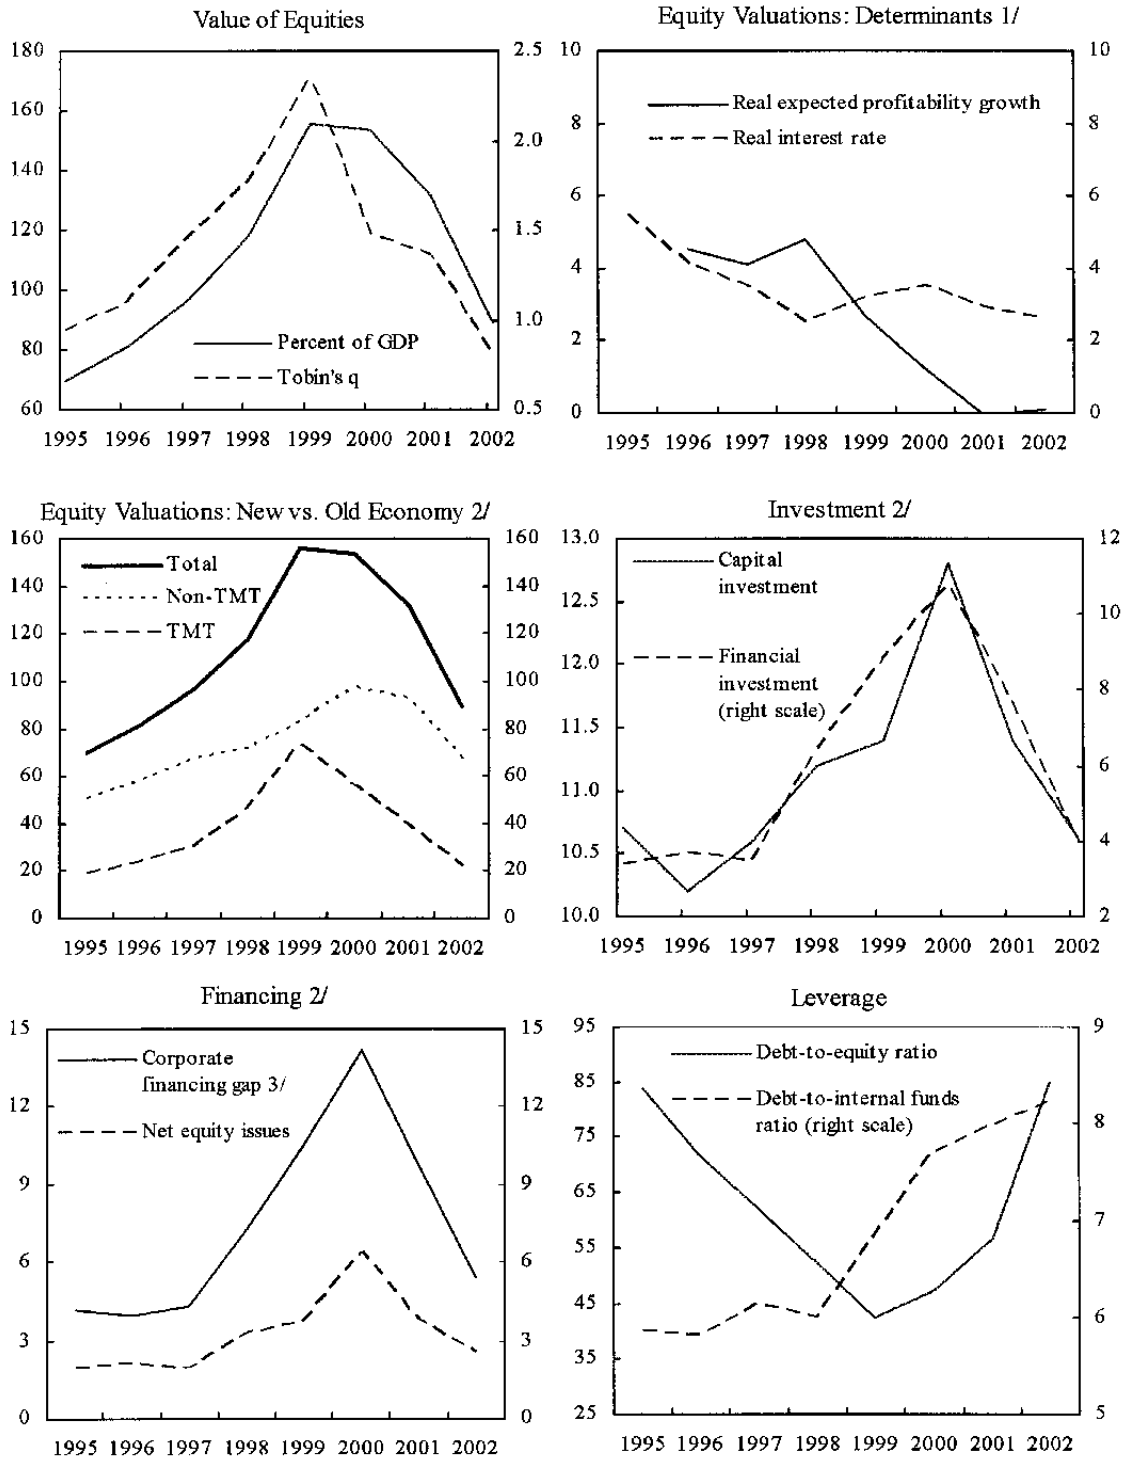 Value of Equities
180
160
140
120
100
80
60
2.5
2.0
1.5
1.0
0.5
Percent of GDP
Tobin's q
1995 1996 1997 1998 1999 2000 2001 2002
Equity Valuations: Determinants 1/
10
8
6
4
2
0
10
8
6
4
2
0
Real expected profitability growth
Real interest rate
1995 1996 1997 1998 1999 2000 2001 2002
Equity Valuations: New vs. Old Economy 2/
160
140
120
100
80
60
40
20
0
160
140
120
100
80
60
40
20
0
Total
Non-TMT
TMT
1995 1996 1997 1998 1999 2000 2001 2002
Investment 2/
13.0
12.5
12.0
11.5
11.0
10.5
10.0
12
10
8
6
4
2
Capital
investment
Financial
investment
(right scale)
1995 1996 1997 1998 1999 2000 2001 2002
Financing 2/
15
12
9
6
3
0
15
12
9
6
3
0
Corporate
financing gap 3/
Net equity issues
1995 1996 1997 1998 1999 2000 2001 2002
Leverage
95
85
75
65
55
45
35
25
9
8
7
6
5
Debt-to-equity ratio
Debt-to-internal funds
ratio (right scale)
1995 1996 1997 1998 1999 2000 2001 2002